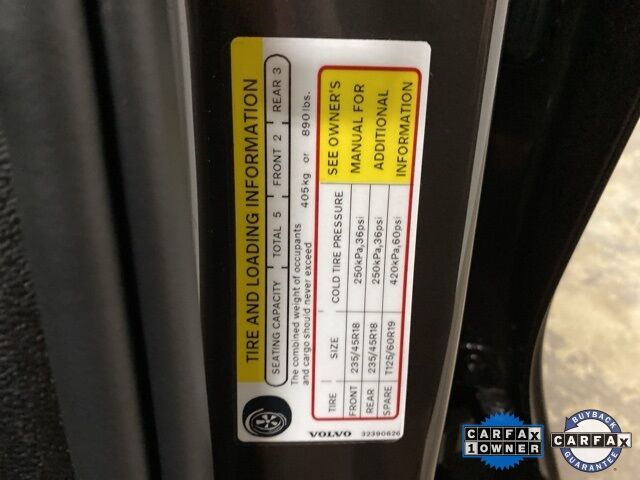 TIRE AND LOADING INFORMATION
SEATING CAPACITY TOTAL 5 FRONT 2 REAR 3
The combined weight of occupants
and cargo should never exceed 405kg or 890lbs.
TIRE SIZE COLD TIRE PRESSURE
FRONT 235/45R18 250kPa,36psi
REAR 235/45R18 250kPa,36psi
SPARE T125/60R19 420kPa,60psi
SEE OWNER'S
MANUAL FOR
ADDITIONAL
INFORMATION
VOLVO 32390626
CARFAX
1 OWNER
BUYBACK
CARFAX
GUARANTEE